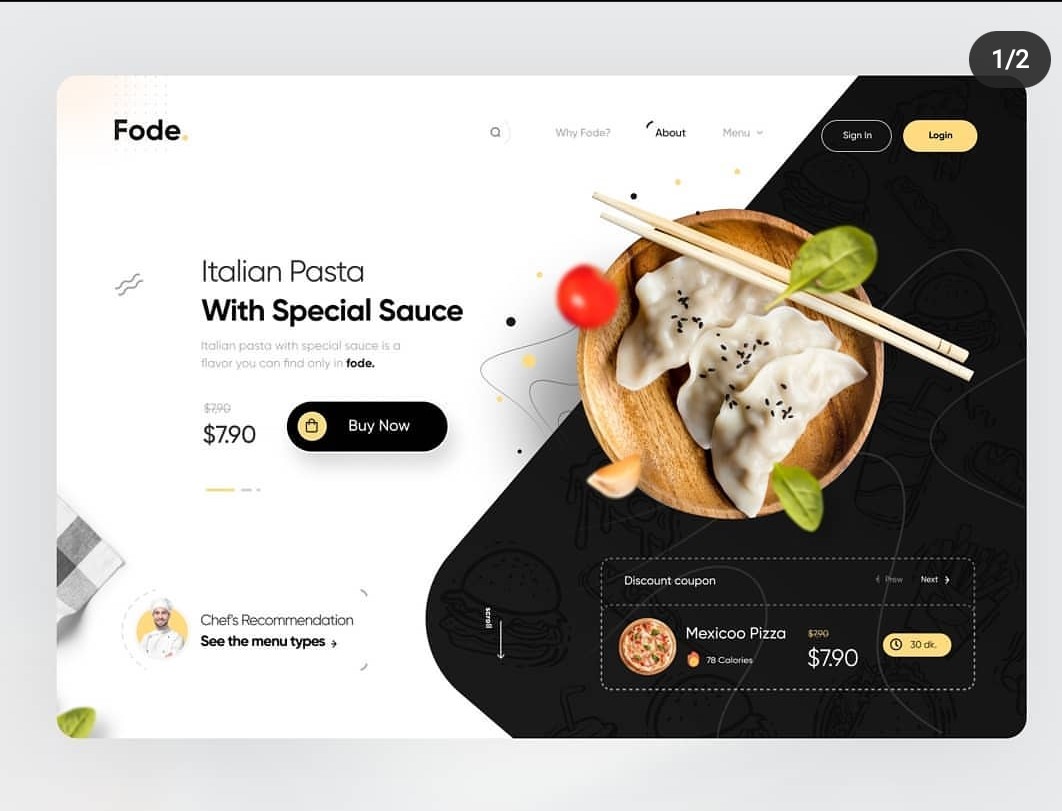 1/2
Fode.
Why Fode?
About
Menu
Sign In
Login
Italian Pasta
With Special Sauce
Italian pasta with special sauce is a
flavor you can find only in fode.
$7.90
$7.90
Buy Now
Chef's Recommendation
See the menu types
scroll
Discount coupon
Prew
Next
Mexicoo Pizza
78 Calories
$7.90
$7.90
30 dk.